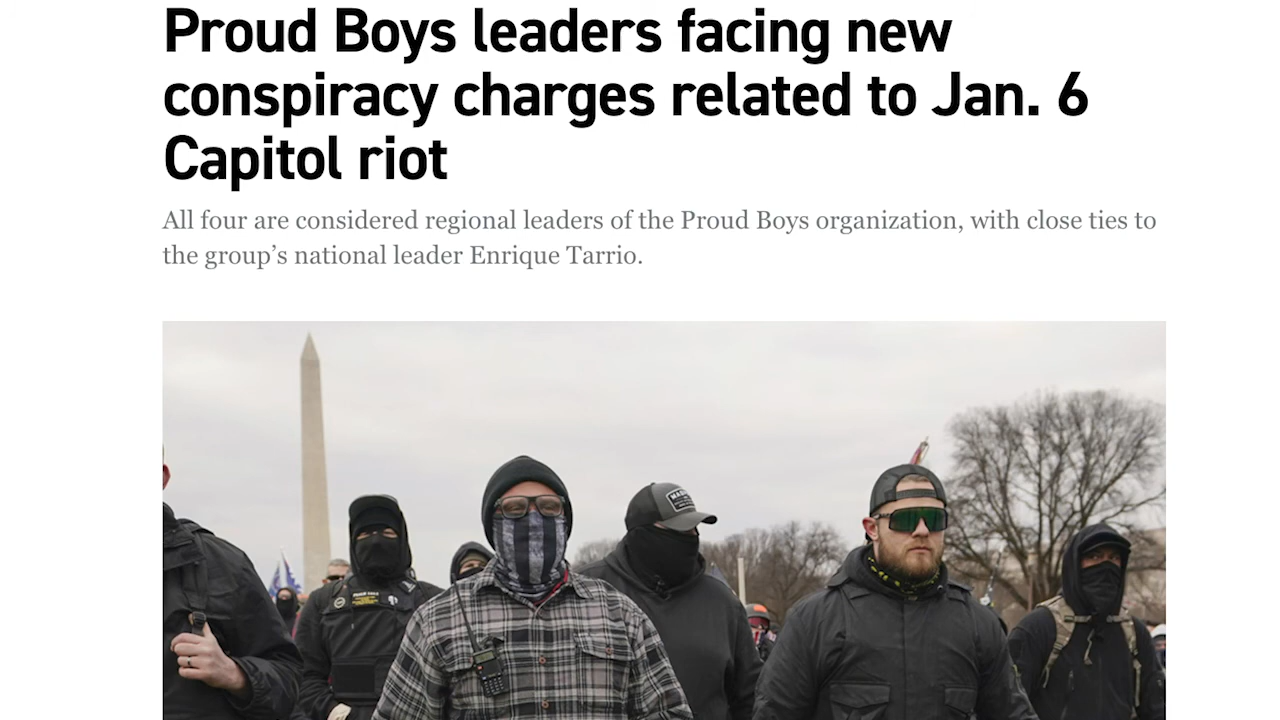 Proud Boys leaders facing new
conspiracy charges related to Jan. 6
Capitol riot
All four are considered regional leaders of the Proud Boys organization, with close ties to
the group’s national leader Enrique Tarrio.